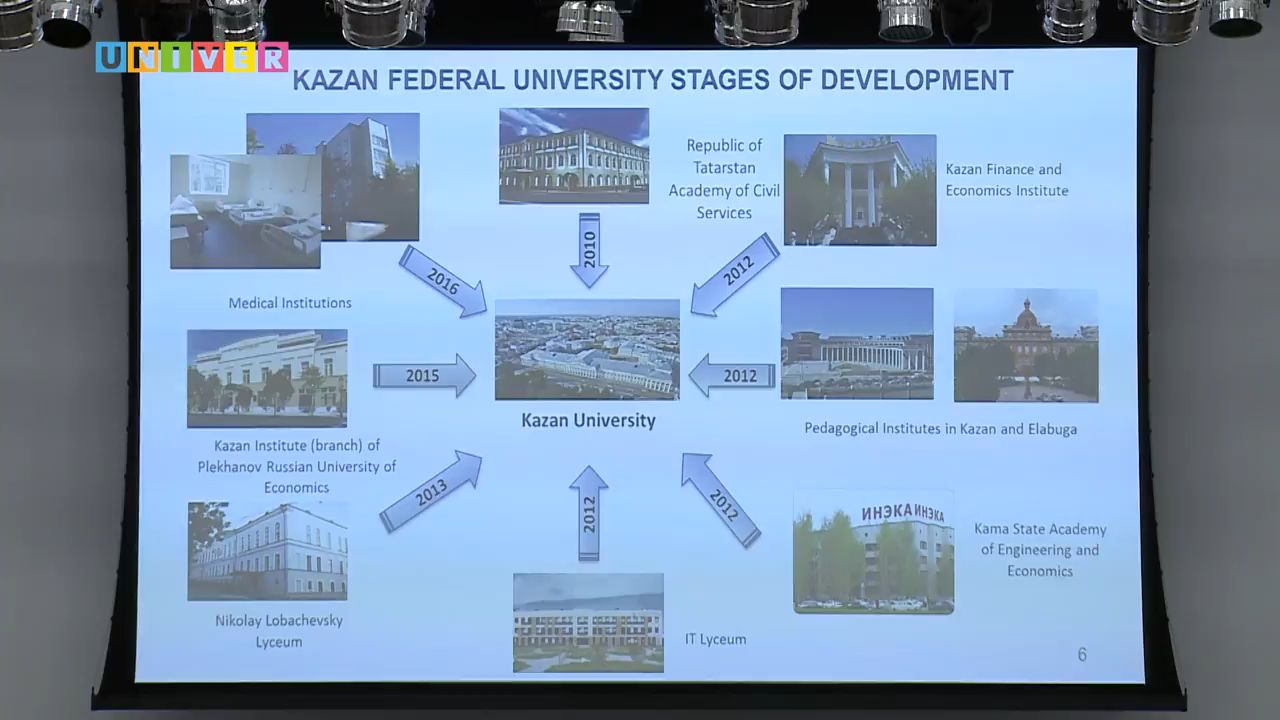 UNIVER
KAZAN FEDERAL UNIVERSITY STAGES OF DEVELOPMENT
Republic of
Tatarstan
Academy of Civil
Services
Kazan Finance and
Economics Institute
2010
2012
2016
Medical Institutions
2015
2012
Kazan University
Pedagogical Institutes in Kazan and Elabuga
Kazan Institute (branch) of
Plekhanov Russian University of
Economics
2013
2012
2012
ИНЭКА ИНЭКА
Kama State Academy
of Engineering and
Economics
Nikolay Lobachevsky
Lyceum
IT Lyceum
6